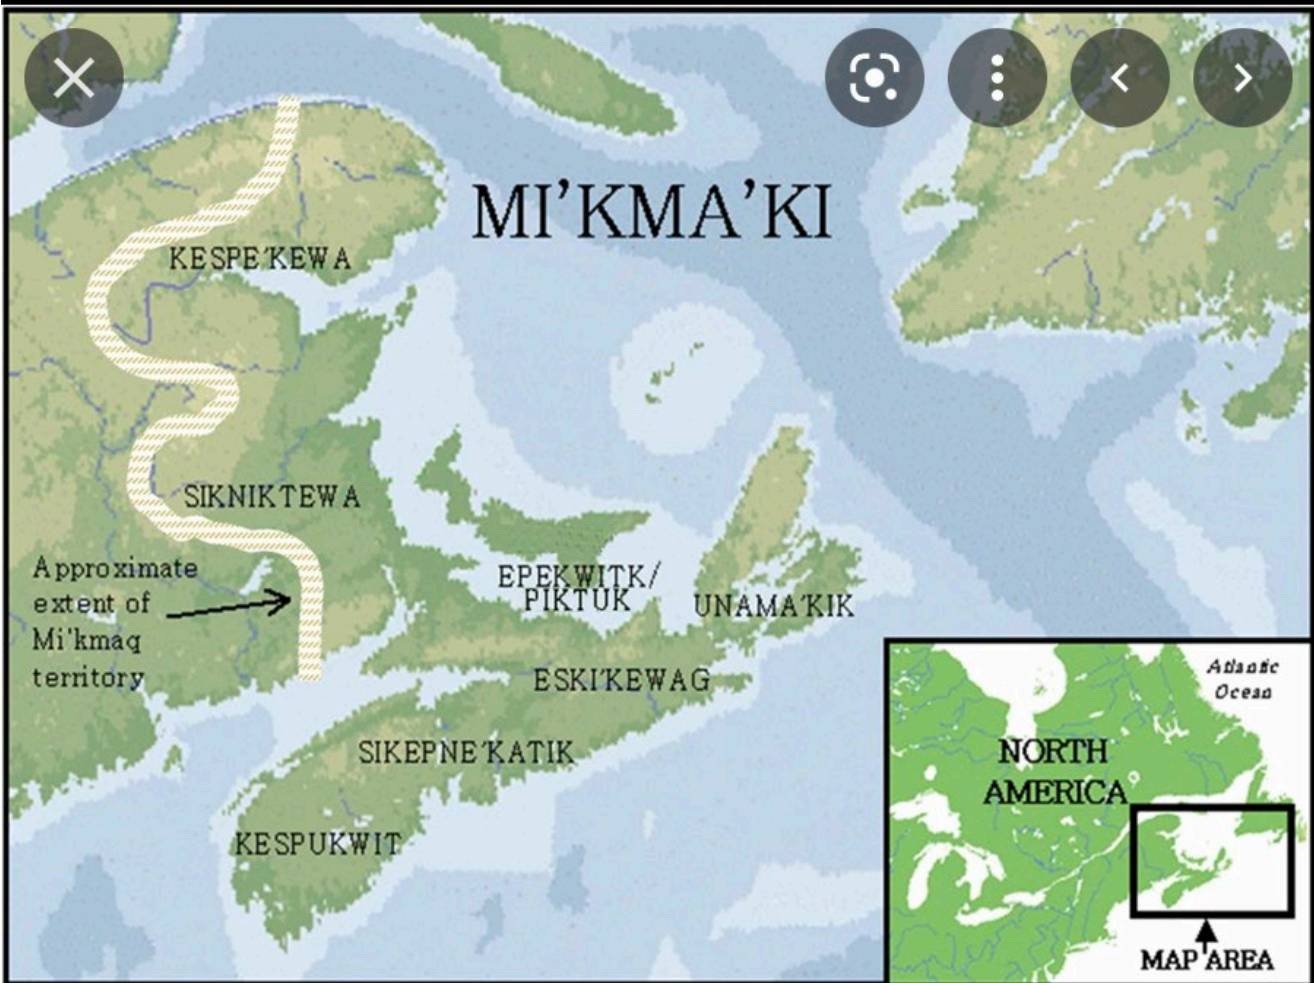 MI’KMA’KI
KESPE´KEWA
SIKNIKTEWA
Approximate
extent of
Mi'kmaq
territory
EPEKWITK/
PIKTUK
UNAMA´KIK
ESKI´KEWAG
SIKEPNE´KATIK
KESPUKWIT
Atlantic
Ocean
NORTH
AMERICA
MAP AREA